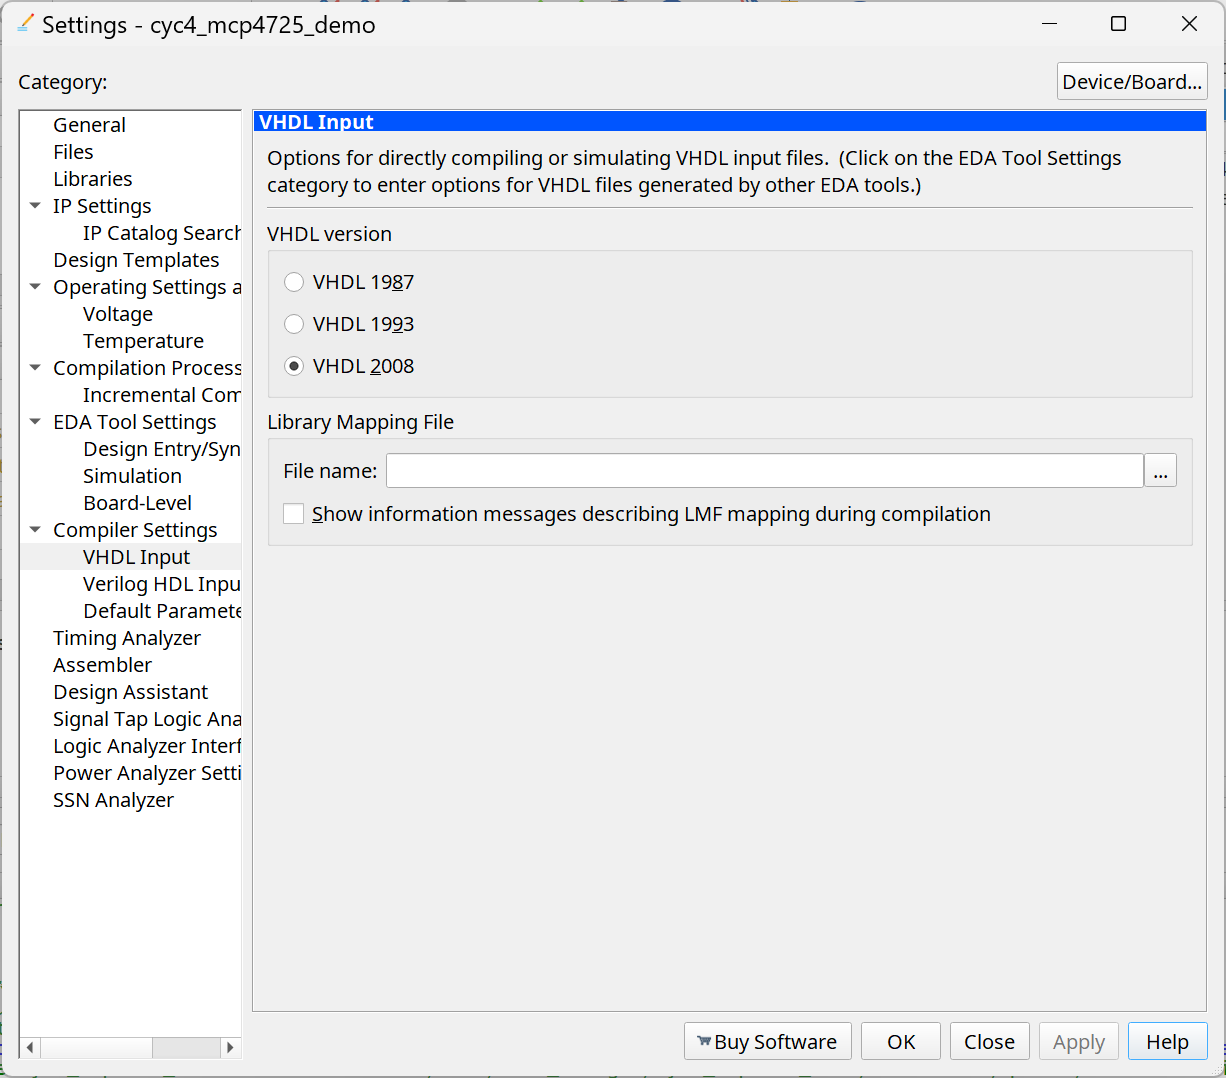 Settings - cyc4_mcp4725_demo
Category:
Device/Board...
General
Files
Libraries
IP Settings
IP Catalog Search
Design Templates
Operating Settings a
Voltage
Temperature
Compilation Process
Incremental Com
EDA Tool Settings
Design Entry/Syn
Simulation
Board-Level
Compiler Settings
VHDL Input
Verilog HDL Inpu
Default Paramete
Timing Analyzer
Assembler
Design Assistant
Signal Tap Logic Ana
Logic Analyzer Interf
Power Analyzer Setti
SSN Analyzer
VHDL Input
Options for directly compiling or simulating VHDL input files.  (Click on the EDA Tool Settings
category to enter options for VHDL files generated by other EDA tools.)
VHDL version
VHDL 1987
VHDL 1993
VHDL 2008
Library Mapping File
File name:
...
Show information messages describing LMF mapping during compilation
Buy Software
OK
Close
Apply
Help